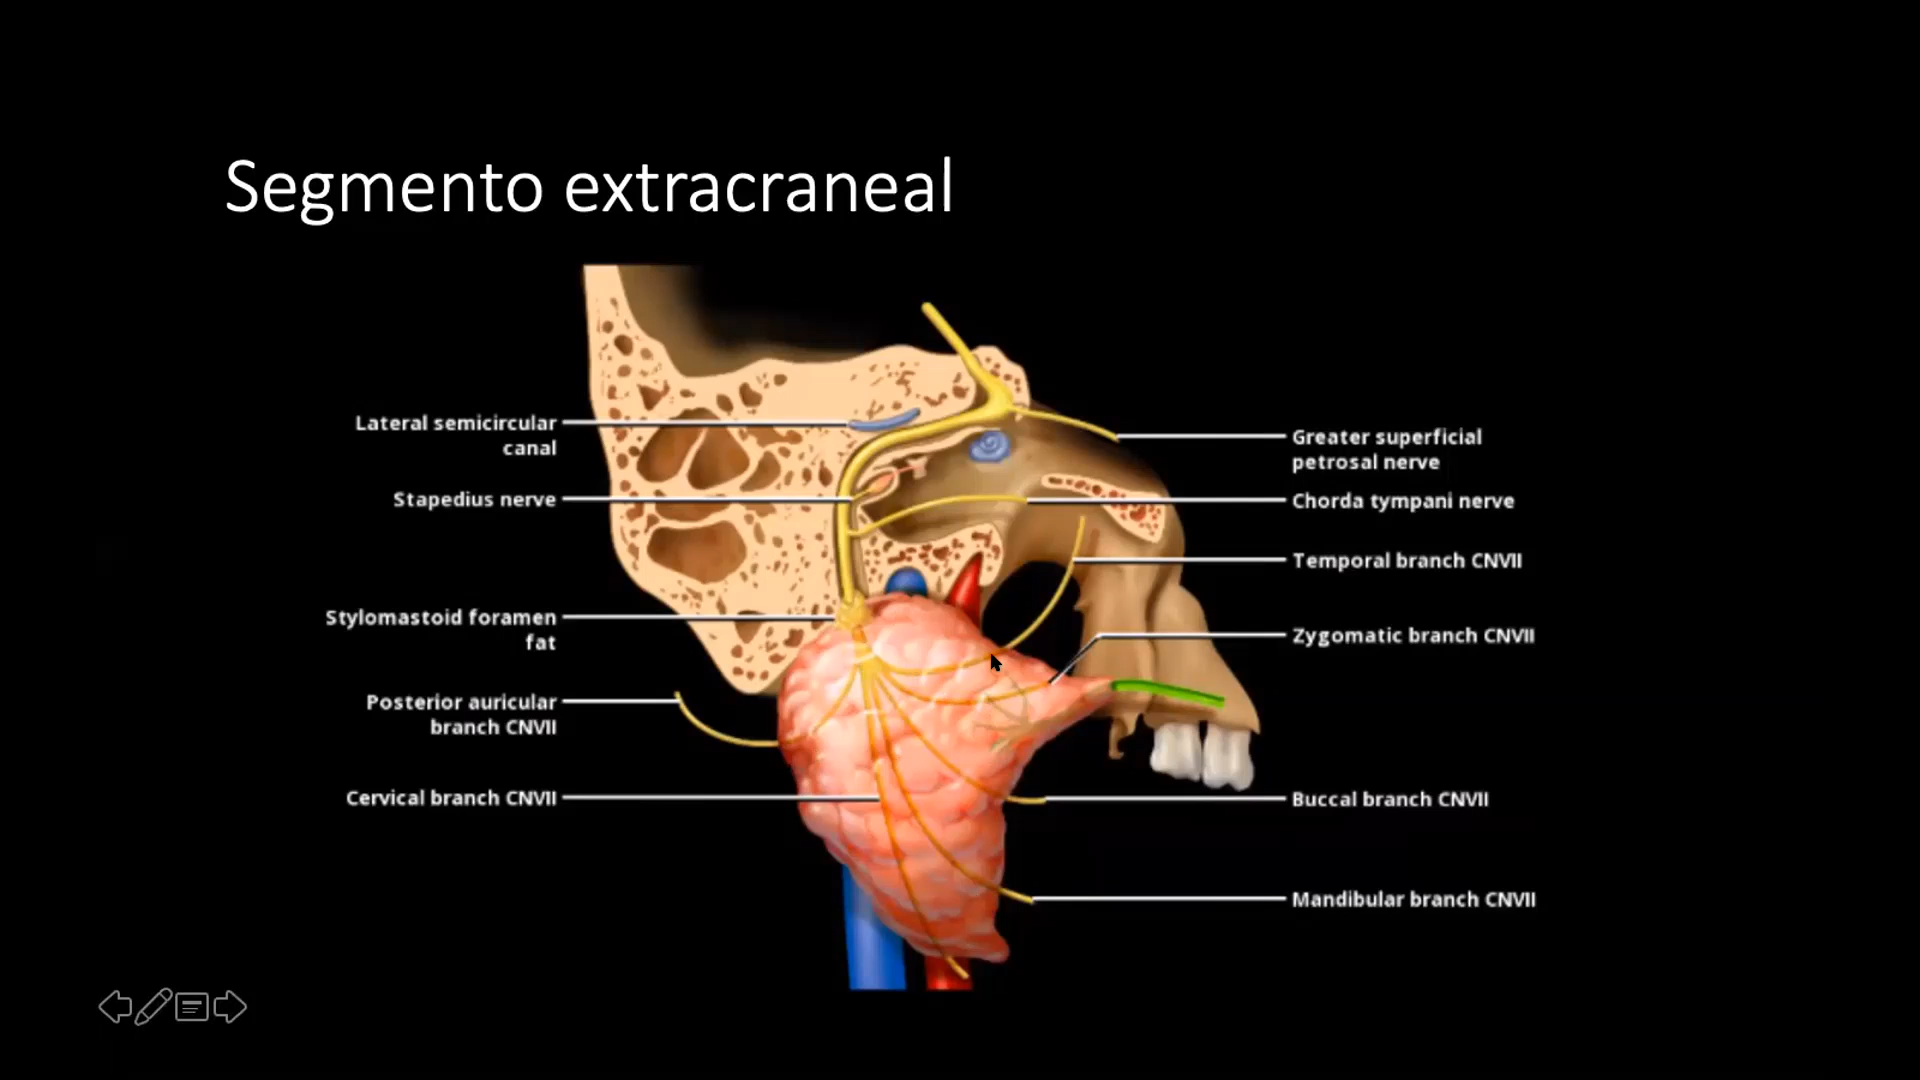 Segmento extracraneal
Lateral semicircular
canal
Stapedius nerve
Stylomastoid foramen
fat
Posterior auricular
branch CNVII
Cervical branch CNVII
Greater superficial
petrosal nerve
Chorda tympani nerve
Temporal branch CNVII
Zygomatic branch CNVII
Buccal branch CNVII
Mandibular branch CNVII